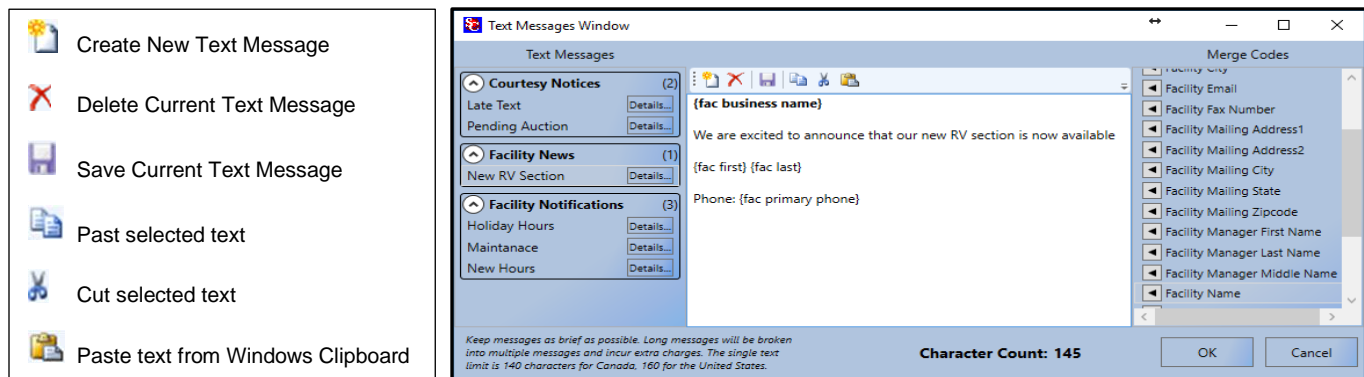 Create New Text Message
Delete Current Text Message
Save Current Text Message
Past selected text
Cut selected text
Paste text from Windows Clipboard
Text Messages Window
Text Messages
Merge Codes
Courtesy Notices (2)
Late Text Details...
Pending Auction Details...
Facility News (1)
New RV Section Details...
Facility Notifications (3)
Holiday Hours Details...
Maintanace Details...
New Hours Details...
{fac business name}
We are excited to announce that our new RV section is now available
{fac first} {fac last}
Phone: {fac primary phone}
Facility City
Facility Email
Facility Fax Number
Facility Mailing Address1
Facility Mailing Address2
Facility Mailing City
Facility Mailing State
Facility Mailing Zipcode
Facility Manager First Name
Facility Manager Last Name
Facility Manager Middle Name
Facility Name
Keep messages as brief as possible. Long messages will be broken
into multiple messages and incur extra charges. The single text
limit is 140 characters for Canada, 160 for the United States.
Character Count: 145
OK
Cancel